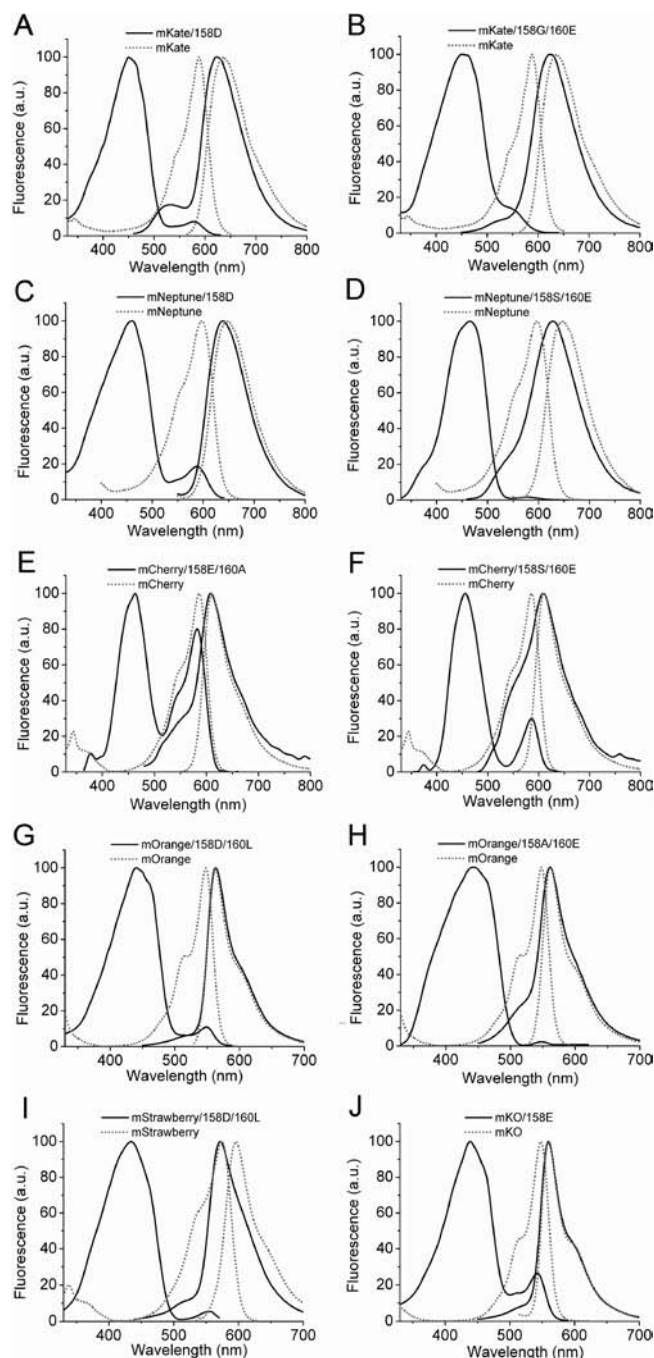 A
mKate/158D
mKate
Fluorescence (a.u.)
100
80
60
40
20
0
400 500 600 700 800
Wavelength (nm)
B
mKate/158G/160E
mKate
Fluorescence (a.u.)
100
80
60
40
20
0
400 500 600 700 800
Wavelength (nm)
C
mNeptune/158D
mNeptune
Fluorescence (a.u.)
100
80
60
40
20
0
400 500 600 700 800
Wavelength (nm)
D
mNeptune/158S/160E
mNeptune
Fluorescence (a.u.)
100
80
60
40
20
0
400 500 600 700 800
Wavelength (nm)
E
mCherry/158E/160A
mCherry
Fluorescence (a.u.)
100
80
60
40
20
0
400 500 600 700 800
Wavelength (nm)
F
mCherry/158S/160E
mCherry
Fluorescence (a.u.)
100
80
60
40
20
0
400 500 600 700 800
Wavelength (nm)
G
mOrange/158D/160L
mOrange
Fluorescence (a.u.)
100
80
60
40
20
0
400 500 600 700
Wavelength (nm)
H
mOrange/158A/160E
mOrange
Fluorescence (a.u.)
100
80
60
40
20
0
400 500 600 700
Wavelength (nm)
I
mStrawberry/158D/160L
mStrawberry
Fluorescence (a.u.)
100
80
60
40
20
0
400 500 600 700
Wavelength (nm)
J
mKO/158E
mKO
Fluorescence (a.u.)
100
80
60
40
20
0
400 500 600 700
Wavelength (nm)